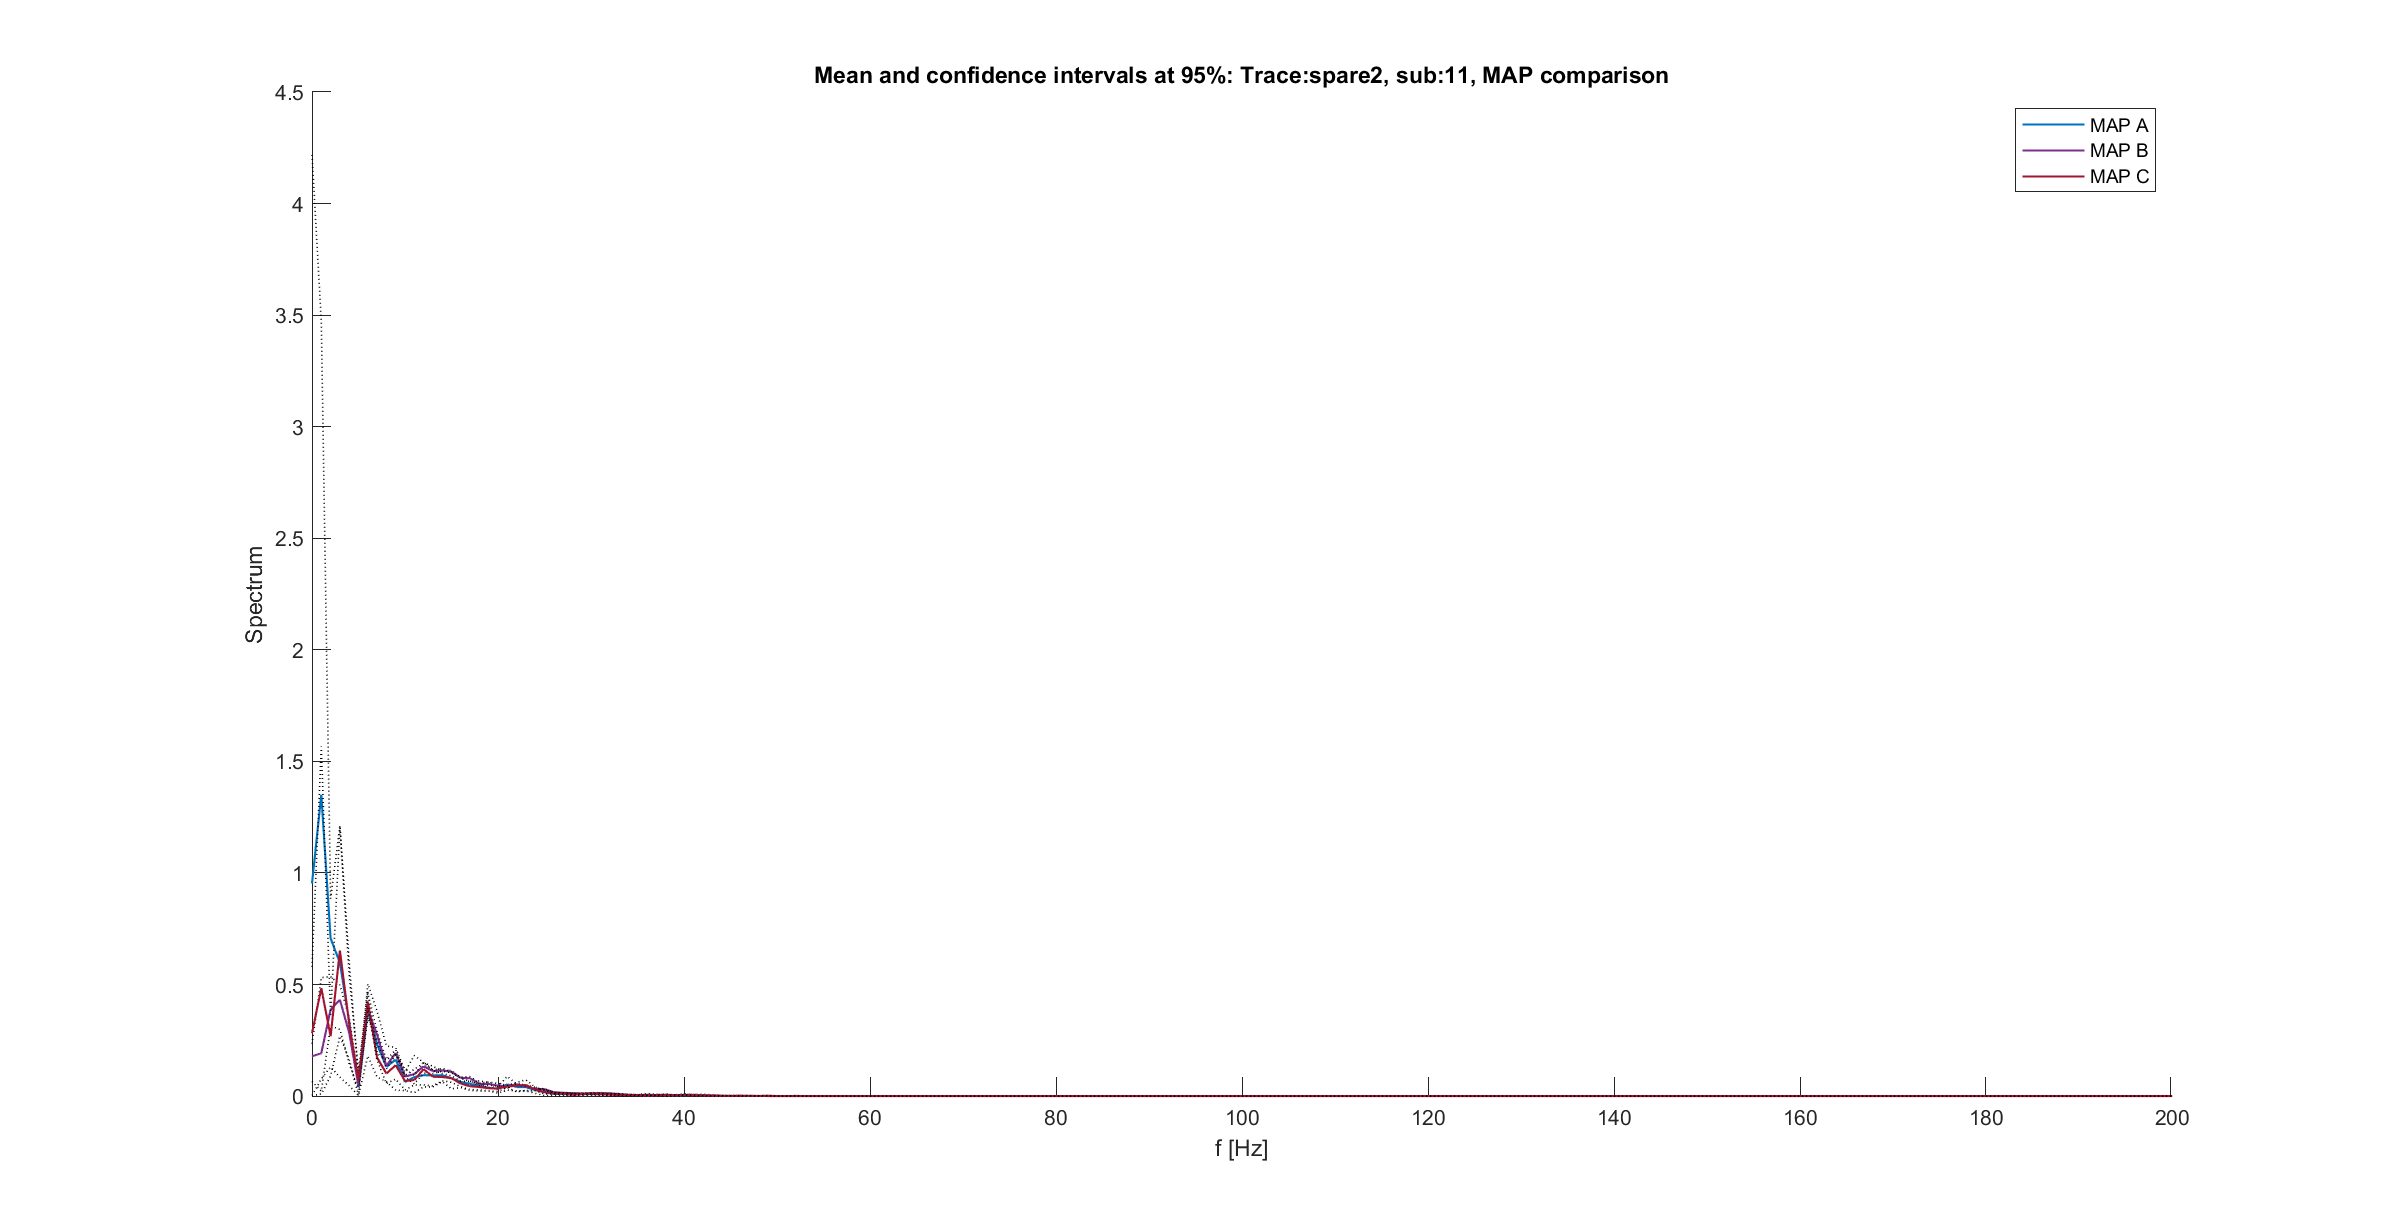 Mean and confidence intervals at 95%: Trace:spare2, sub:11, MAP comparison
MAP A
MAP B
MAP C
4.5
4
3.5
3
2.5
2
1.5
1
0.5
0
Spectrum
0 20 40 60 80 100 120 140 160 180 200
f [Hz]